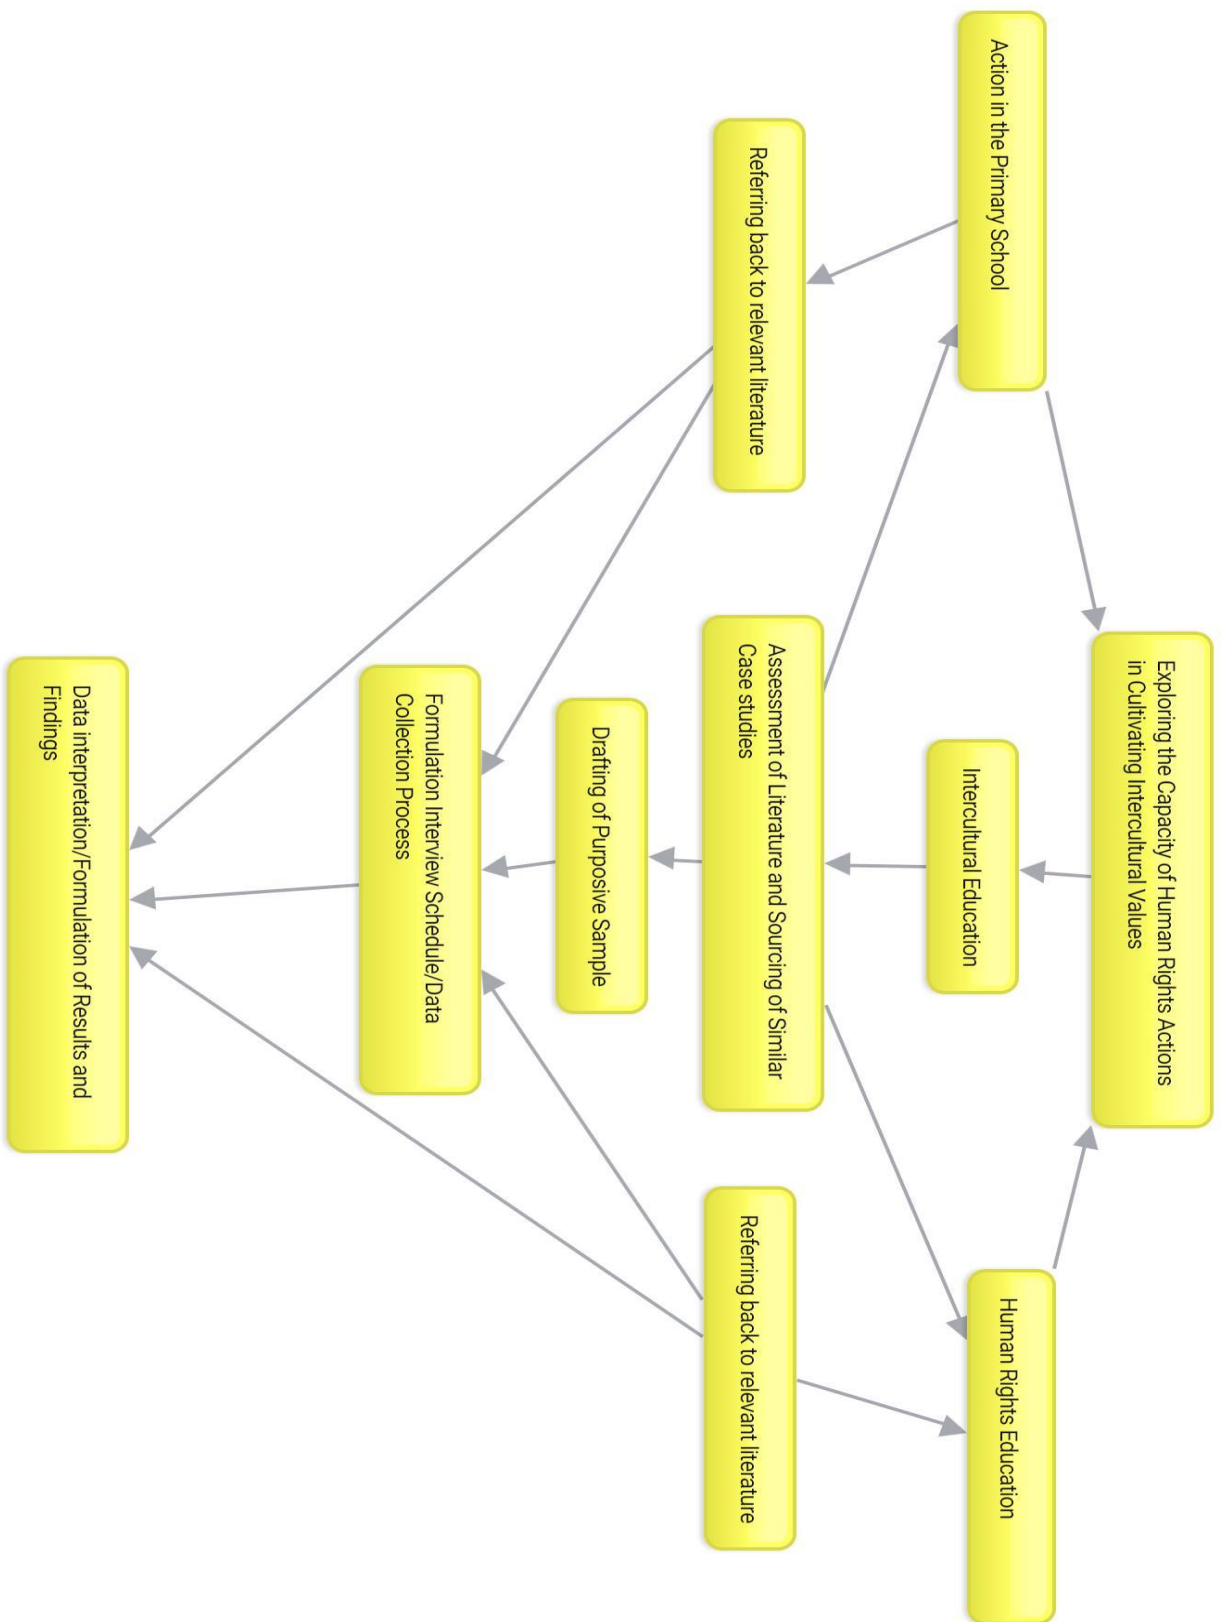 Exploring the Capacity of Human Rights Actions
in Cultivating Intercultural Values
Action in the Primary School
Intercultural Education
Human Rights Education
Referring back to relevant literature
Assessment of Literature and Sourcing of Similar
Case studies
Referring back to relevant literature
Drafting of Purposive Sample
Formulation Interview Schedule/Data
Collection Process
Data interpretation/Formulation of Results and
Findings